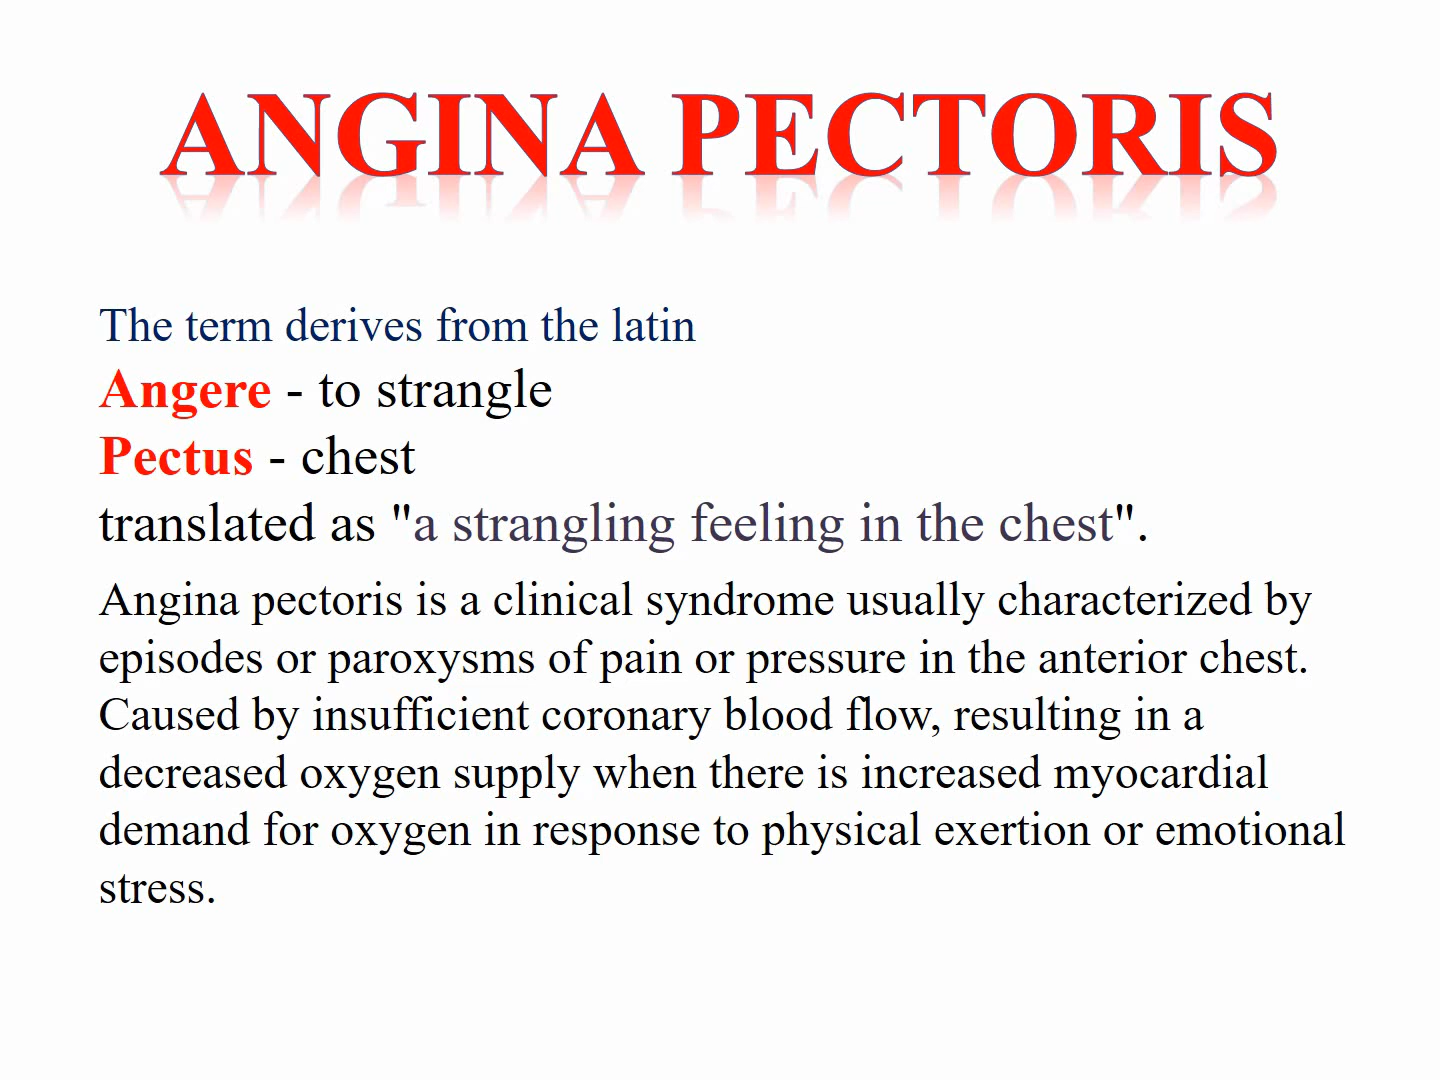 ANGINA PECTORIS
The term derives from the latin
Angere - to strangle
Pectus - chest
translated as "a strangling feeling in the chest".
Angina pectoris is a clinical syndrome usually characterized by
episodes or paroxysms of pain or pressure in the anterior chest.
Caused by insufficient coronary blood flow, resulting in a
decreased oxygen supply when there is increased myocardial
demand for oxygen in response to physical exertion or emotional
stress.